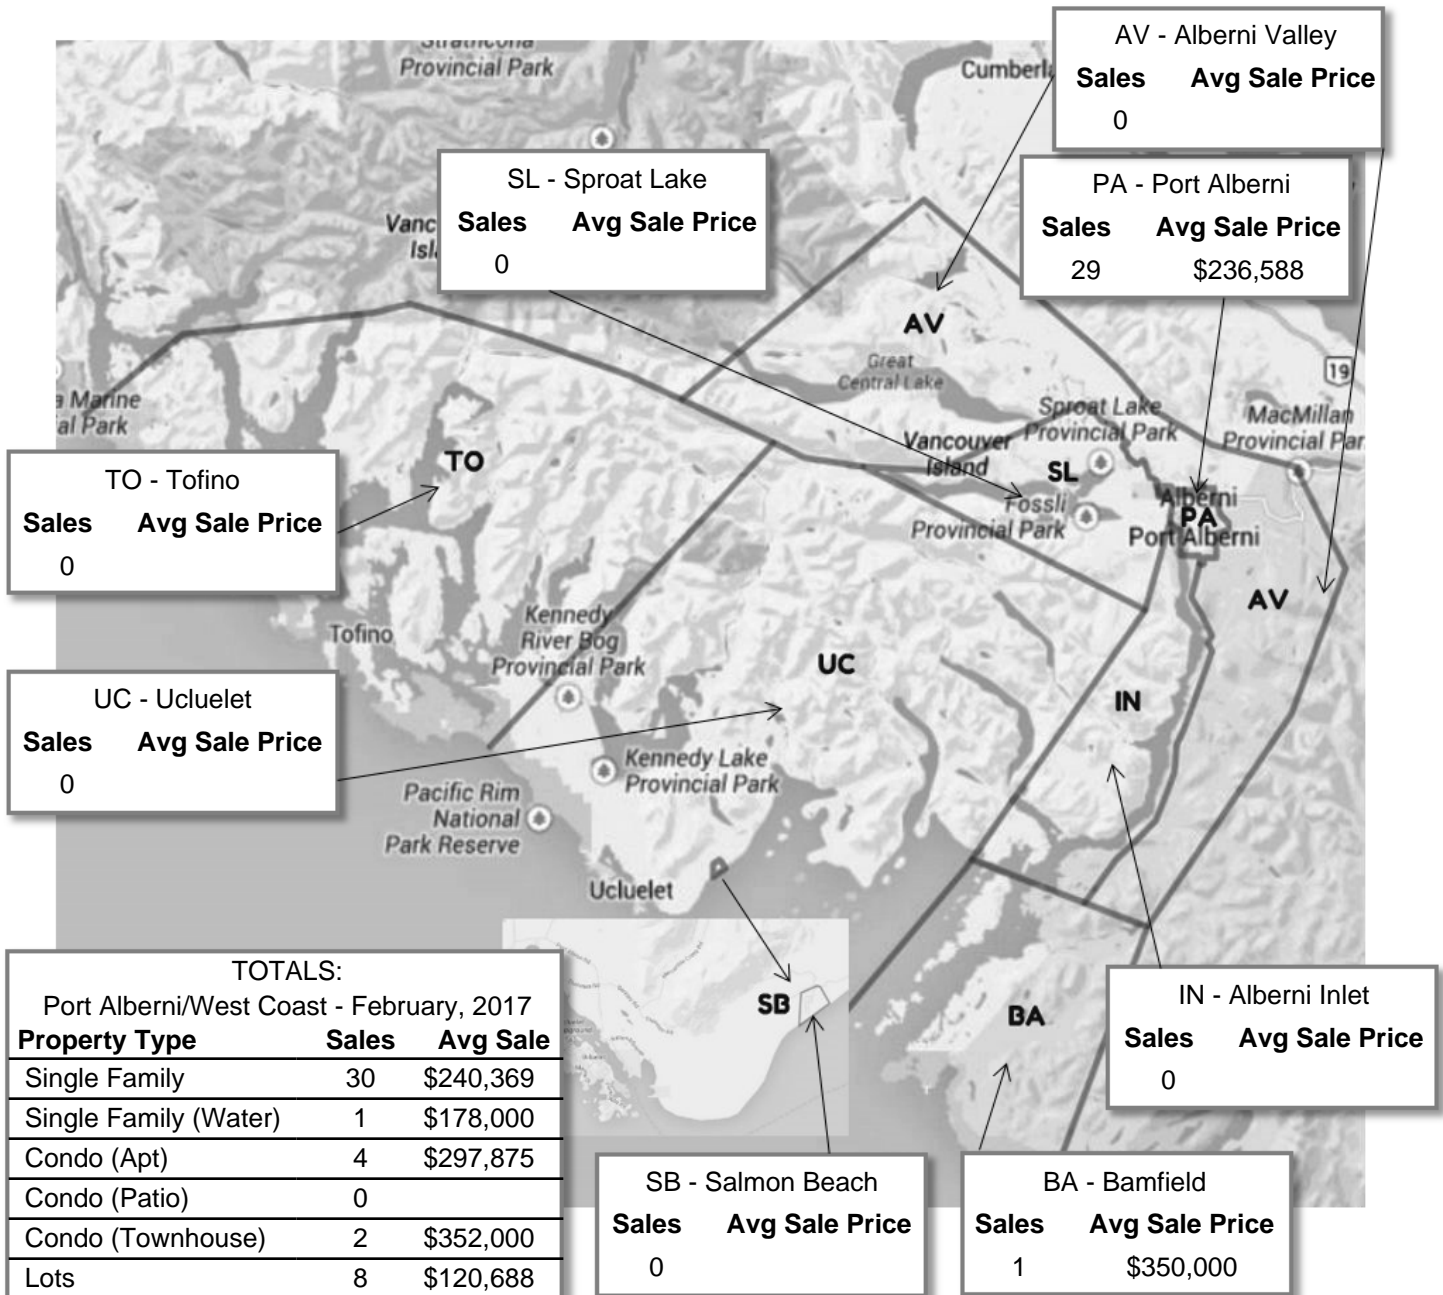 AV - Alberni Valley
Sales Avg Sale Price
0
Strathcona
Provincial Park
SL - Sproat Lake
Sales Avg Sale Price
0
PA - Port Alberni
Sales Avg Sale Price
29 $236,588
AV
Great
Central Lake
19
Sproat Lake
Provincial Park
MacMillan
Provincial Par
Vancouver
Island
SL
Fossli
Provincial Park
Alberni
PA
Port Alberni
a Marine
ial Park
TO
TO - Tofino
Sales Avg Sale Price
0
Tofino
Kennedy
River Bog
Provincial Park
UC
AV
IN
UC - Ucluelet
Sales Avg Sale Price
0
Kennedy Lake
Provincial Park
Pacific Rim
National
Park Reserve
Ucluelet
SB
BA
IN - Alberni Inlet
Sales Avg Sale Price
0
TOTALS:
Port Alberni/West Coast - February, 2017
Property Type Sales Avg Sale
Single Family 30 $240,369
Single Family (Water) 1 $178,000
Condo (Apt) 4 $297,875
Condo (Patio) 0
Condo (Townhouse) 2 $352,000
Lots 8 $120,688
SB - Salmon Beach
Sales Avg Sale Price
0
BA - Bamfield
Sales Avg Sale Price
1 $350,000